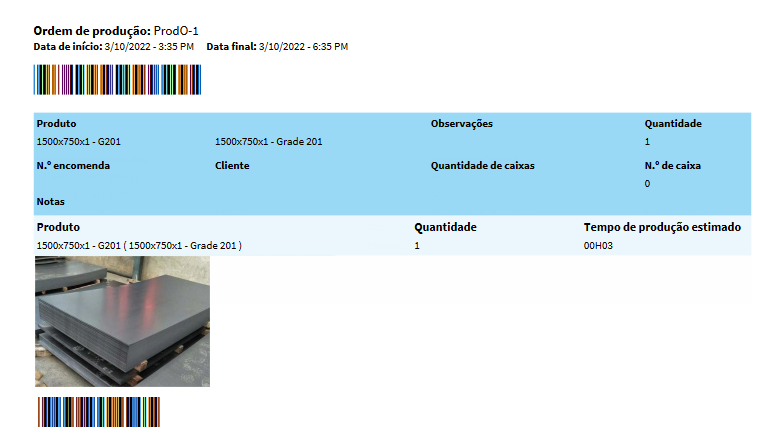 Ordem de produção: ProdO-1
Data de início: 3/10/2022 - 3:35 PM Data final: 3/10/2022 - 6:35 PM
Produto Observações Quantidade
1500x750x1 - G201 1500x750x1 - Grade 201 1
N.º encomenda Cliente Quantidade de caixas N.º de caixa
0
Notas
Produto Quantidade Tempo de produção estimado
1500x750x1 - G201 ( 1500x750x1 - Grade 201 ) 1 00H03